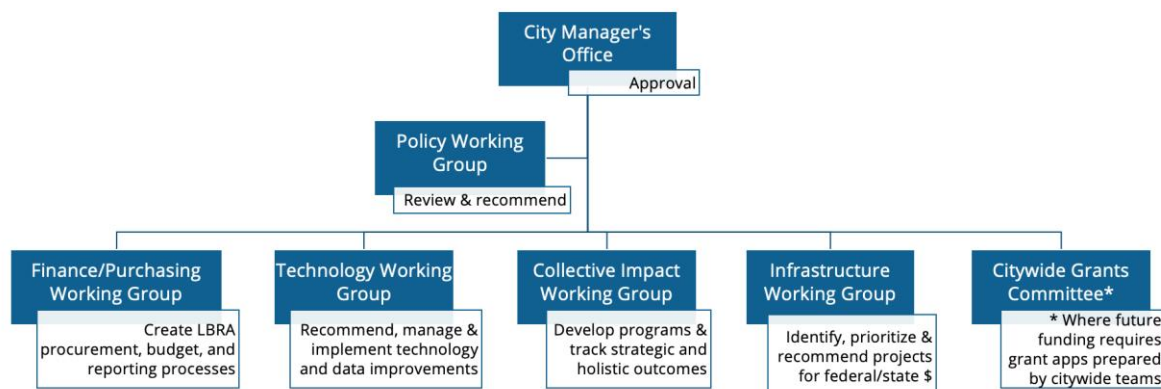 City Manager's
Office
Approval
Policy Working
Group
Review & recommend
Finance/Purchasing
Working Group
Create LBRA
procurement, budget, and
reporting processes
Technology Working
Group
Recommend, manage &
implement technology
and data improvements
Collective Impact
Working Group
Develop programs &
track strategic and
holistic outcomes
Infrastructure
Working Group
Identify, prioritize &
recommend projects
for federal/state $
Citywide Grants
Committee*
* Where future
funding requires
grant apps prepared
by citywide teams